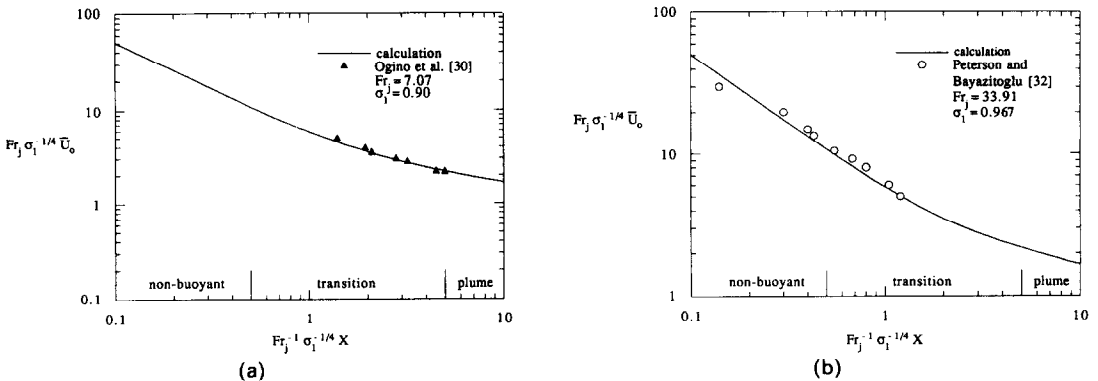 100
10
1
0.1
Fr_j σ_1^{-1/4} Ū_o
calculation
Ogino et al. [30]
Fr_j = 7.07
σ_1 = 0.90
non-buoyant
transition
plume
0.1
1
10
Fr_j^{-1} σ_1^{-1/4} X
(a)
100
10
1
Fr_j σ_1^{-1/4} Ū_o
calculation
Peterson and
Bayazitoglu [32]
Fr_j = 33.91
σ_1 = 0.967
non-buoyant
transition
plume
0.1
1
10
Fr_j^{-1} σ_1^{-1/4} X
(b)